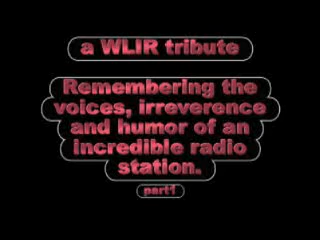 a WLIR tribute
Remembering the
voices, irreverence
and humor of an
incredible radio
station.
part1